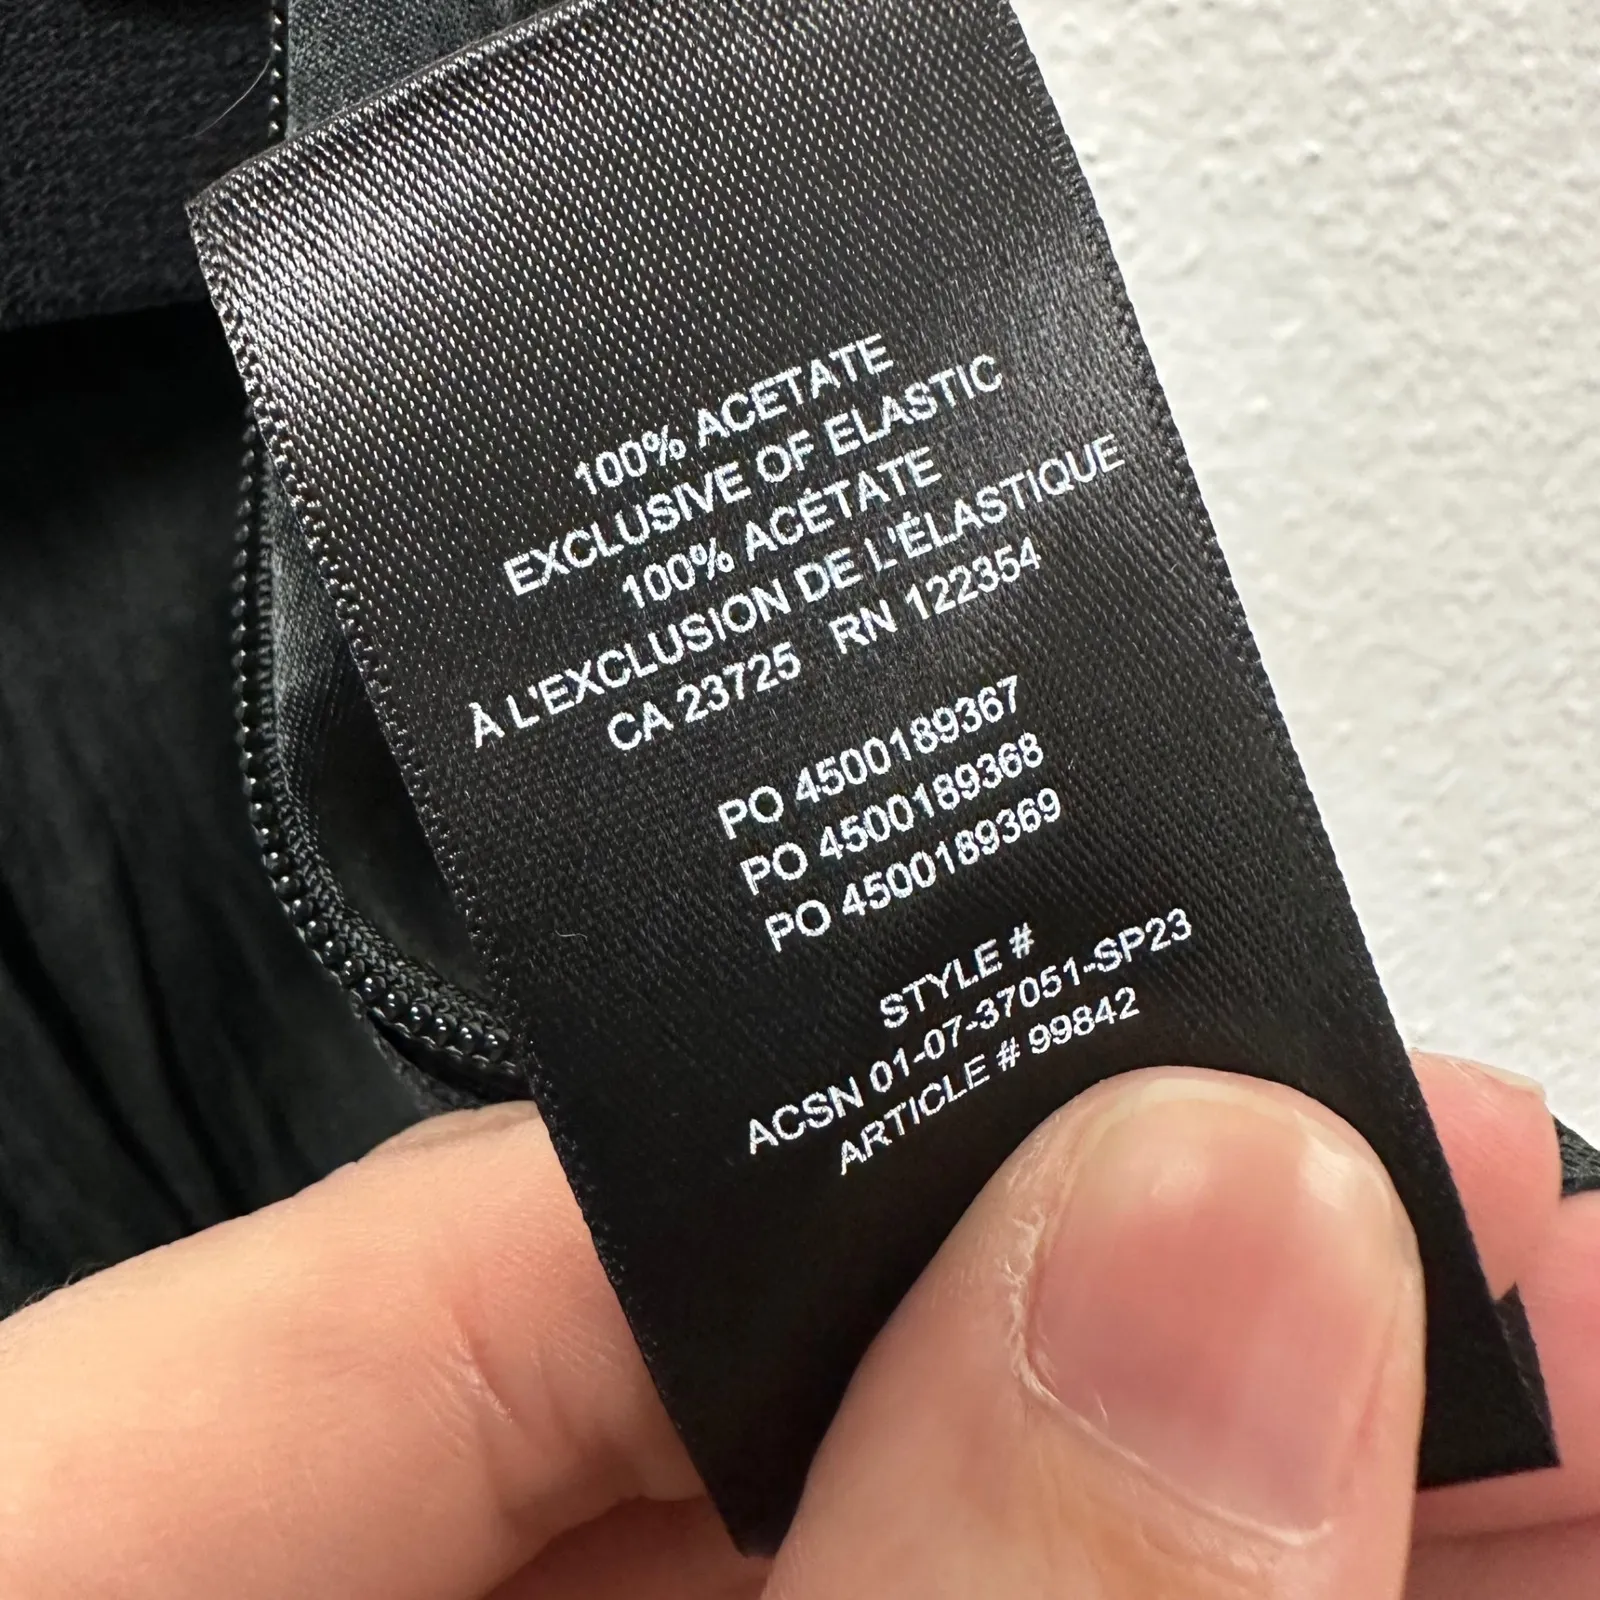 100% ACETATE
EXCLUSIVE OF ELASTIC
100% ACÉTATE
À L'EXCLUSION DE L'ÉLASTIQUE
CA 23725 RN 122354
PO 4500189367
PO 4500189368
PO 4500189369
STYLE #
ACSN 01-07-37051-SP23
ARTICLE # 99842